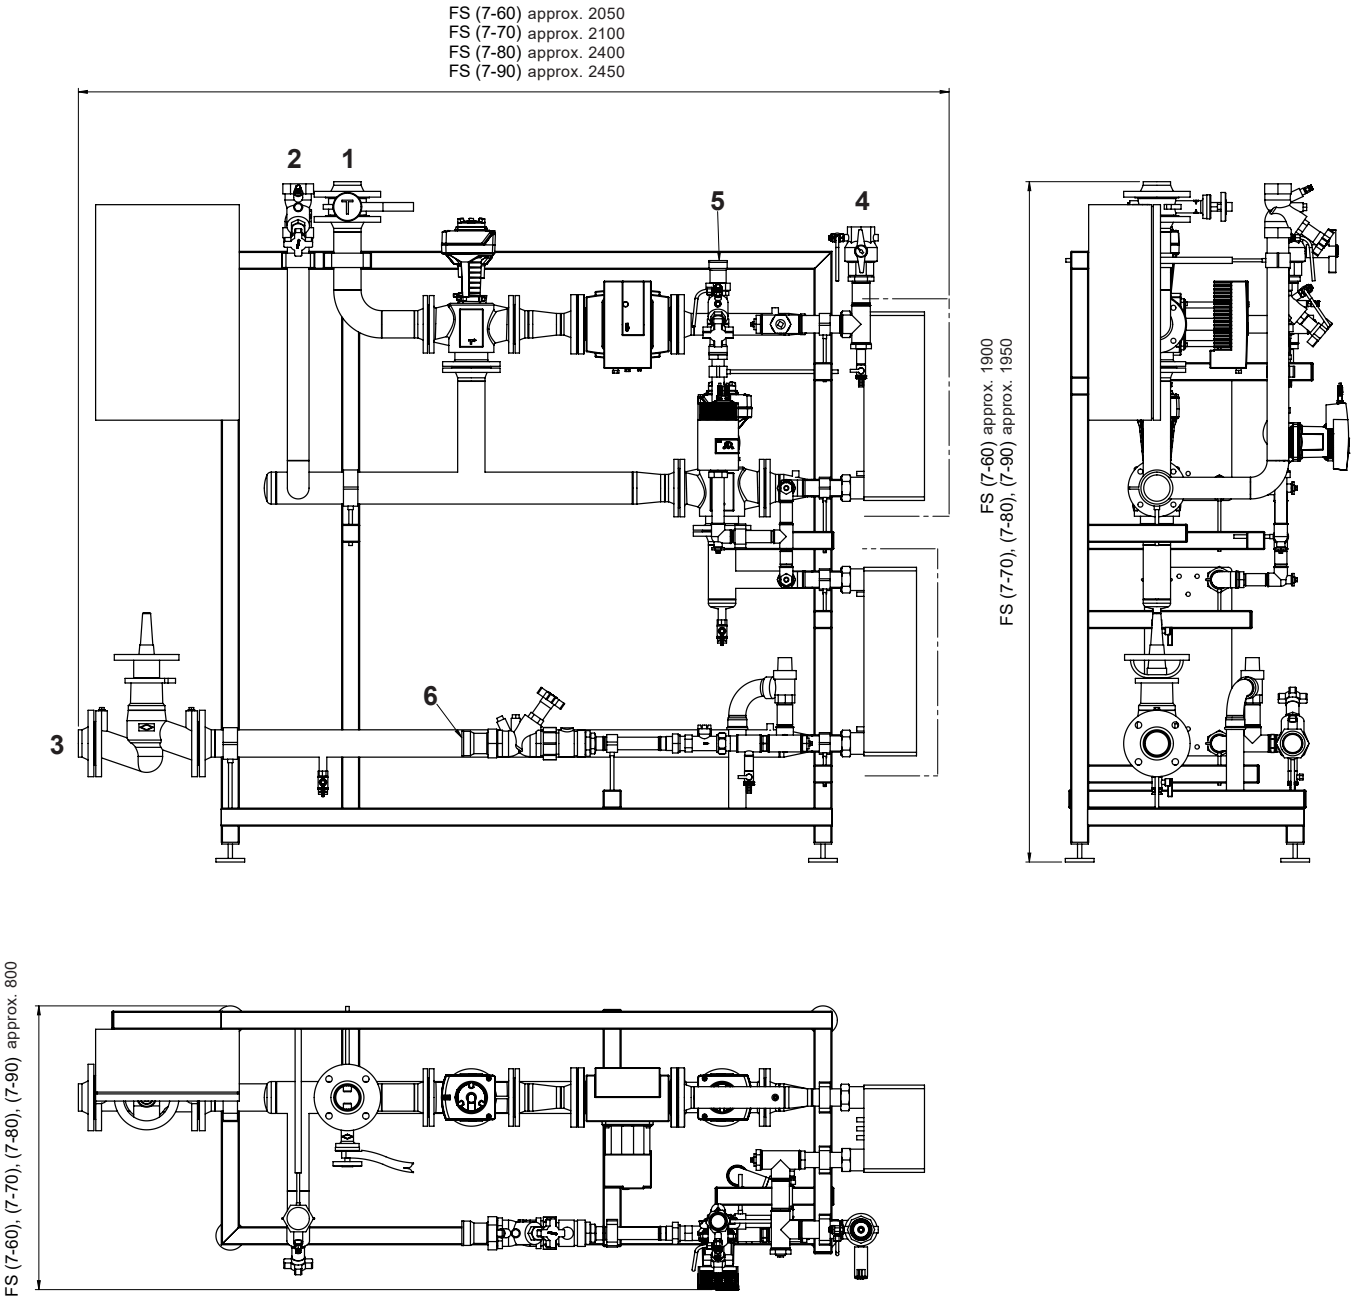 FS (7-60) approx. 2050
FS (7-70) approx. 2100
FS (7-80) approx. 2400
FS (7-90) approx. 2450
2
1
5
4
T
3
6
FS (7-60) approx. 1900
FS (7-70), (7-80), (7-90) approx. 1950
FS (7-60), (7-70), (7-80), (7-90) approx. 800